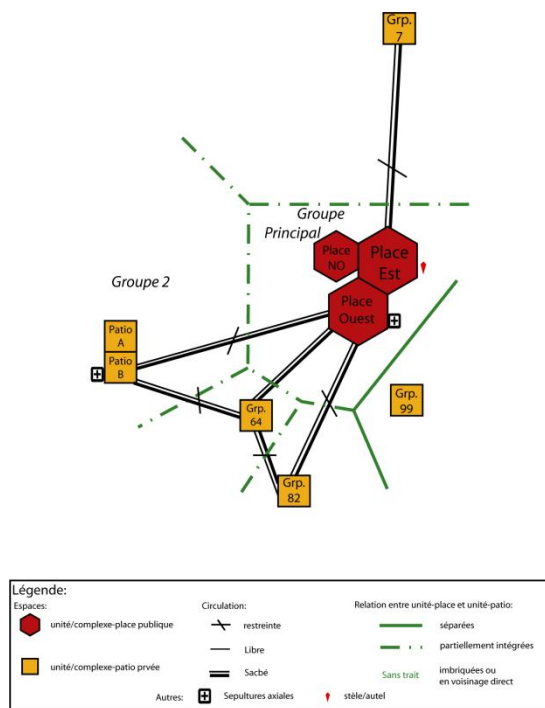 Grp.
7
Groupe
Principal
Place
NO
Place
Est
Groupe 2
Place
Ouest
Patio
A
Patio
B
Grp.
64
Grp.
99
Grp.
82
Légende:
Espaces:
Circulation:
Relation entre unité-place et unité-patio:
unité/complexe-place publique
restreinte
séparées
Libre
partiellement intégrées
unité/complexe-patio prvée
Sacbé
Sans trait
imbriquées ou
en voisinage direct
Autres:
Sepultures axiales
stèle/autel